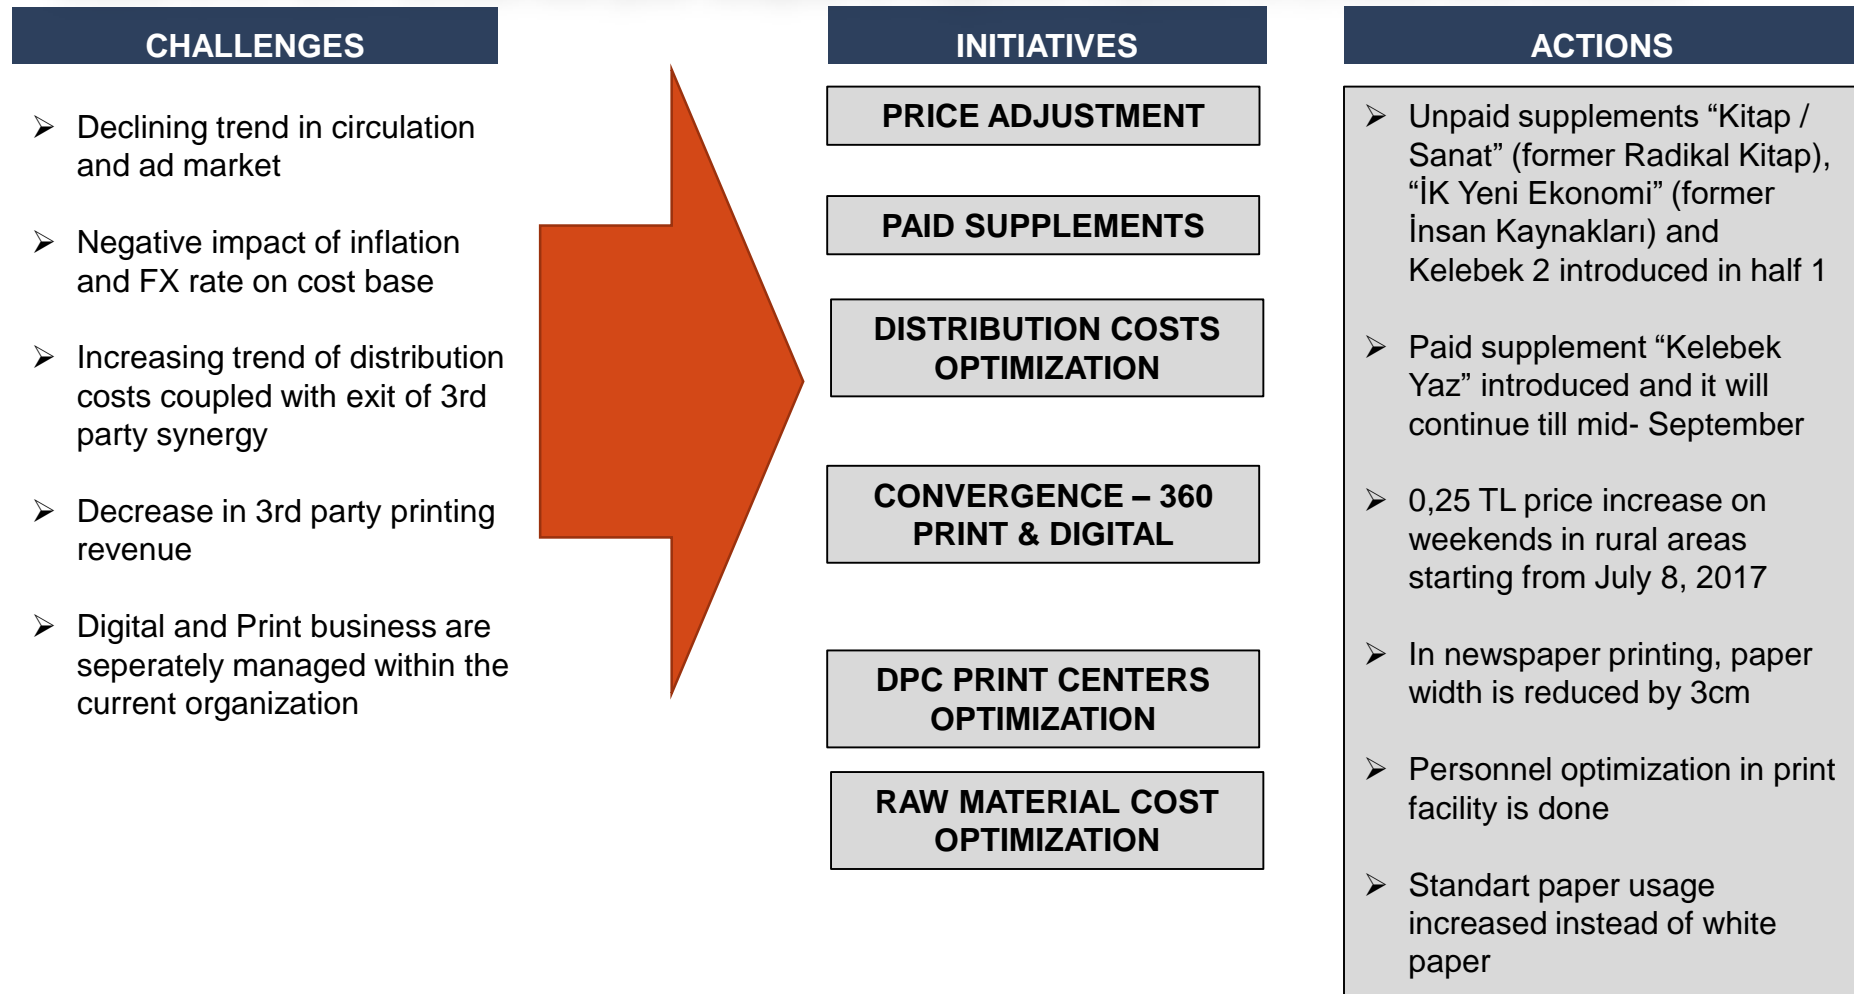 CHALLENGES
Declining trend in circulation
and ad market
Negative impact of inflation
and FX rate on cost base
Increasing trend of distribution
costs coupled with exit of 3rd
party synergy
Decrease in 3rd party printing
revenue
Digital and Print business are
seperately managed within the
current organization
INITIATIVES
PRICE ADJUSTMENT
PAID SUPPLEMENTS
DISTRIBUTION COSTS
OPTIMIZATION
CONVERGENCE – 360
PRINT & DIGITAL
DPC PRINT CENTERS
OPTIMIZATION
RAW MATERIAL COST
OPTIMIZATION
ACTIONS
Unpaid supplements “Kitap /
Sanat” (former Radikal Kitap),
“İK Yeni Ekonomi” (former
İnsan Kaynakları) and
Kelebek 2 introduced in half 1
Paid supplement “Kelebek
Yaz” introduced and it will
continue till mid- September
0,25 TL price increase on
weekends in rural areas
starting from July 8, 2017
In newspaper printing, paper
width is reduced by 3cm
Personnel optimization in print
facility is done
Standart paper usage
increased instead of white
paper